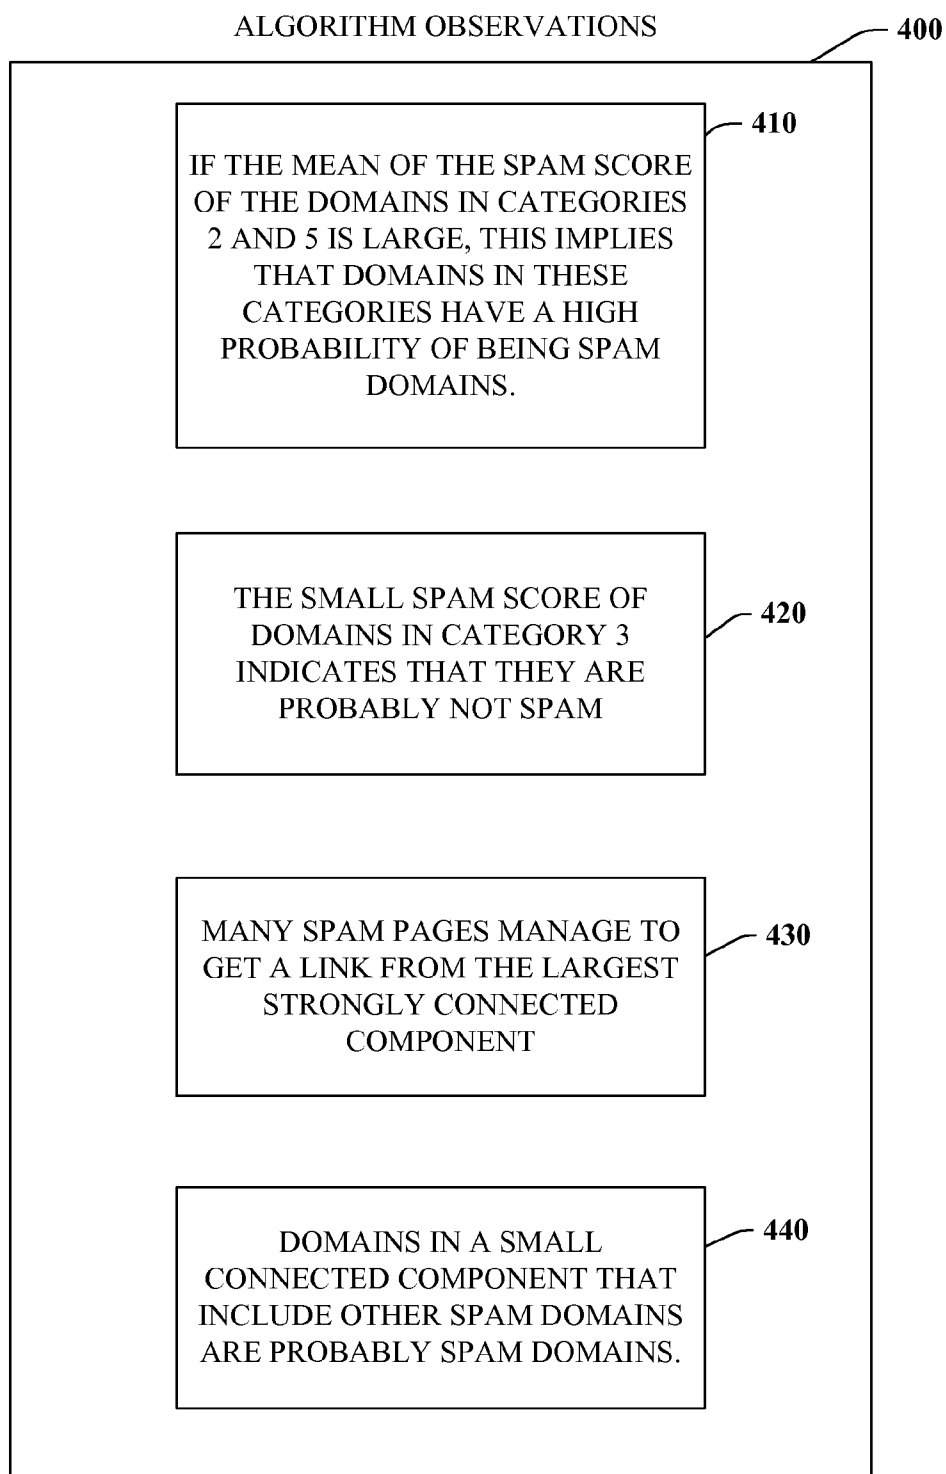 ALGORITHM OBSERVATIONS
400
410
IF THE MEAN OF THE SPAM SCORE
OF THE DOMAINS IN CATEGORIES
2 AND 5 IS LARGE, THIS IMPLIES
THAT DOMAINS IN THESE
CATEGORIES HAVE A HIGH
PROBABILITY OF BEING SPAM
DOMAINS.
420
THE SMALL SPAM SCORE OF
DOMAINS IN CATEGORY 3
INDICATES THAT THEY ARE
PROBABLY NOT SPAM
430
MANY SPAM PAGES MANAGE TO
GET A LINK FROM THE LARGEST
STRONGLY CONNECTED
COMPONENT
440
DOMAINS IN A SMALL
CONNECTED COMPONENT THAT
INCLUDE OTHER SPAM DOMAINS
ARE PROBABLY SPAM DOMAINS.